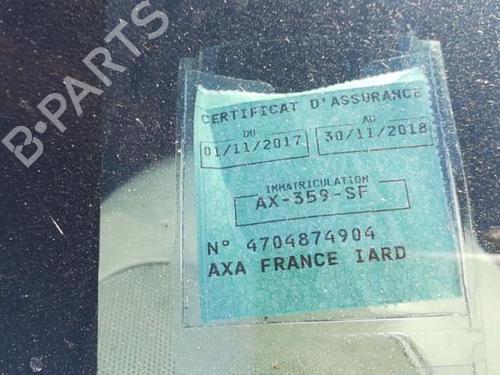 B-PARTS
CERTIFICAT D'ASSURANCE
DU AU
01/11/2017 30/11/2018
IMMATRICULATION
AX-359-SF
N° 4704874904
AXA FRANCE IARD